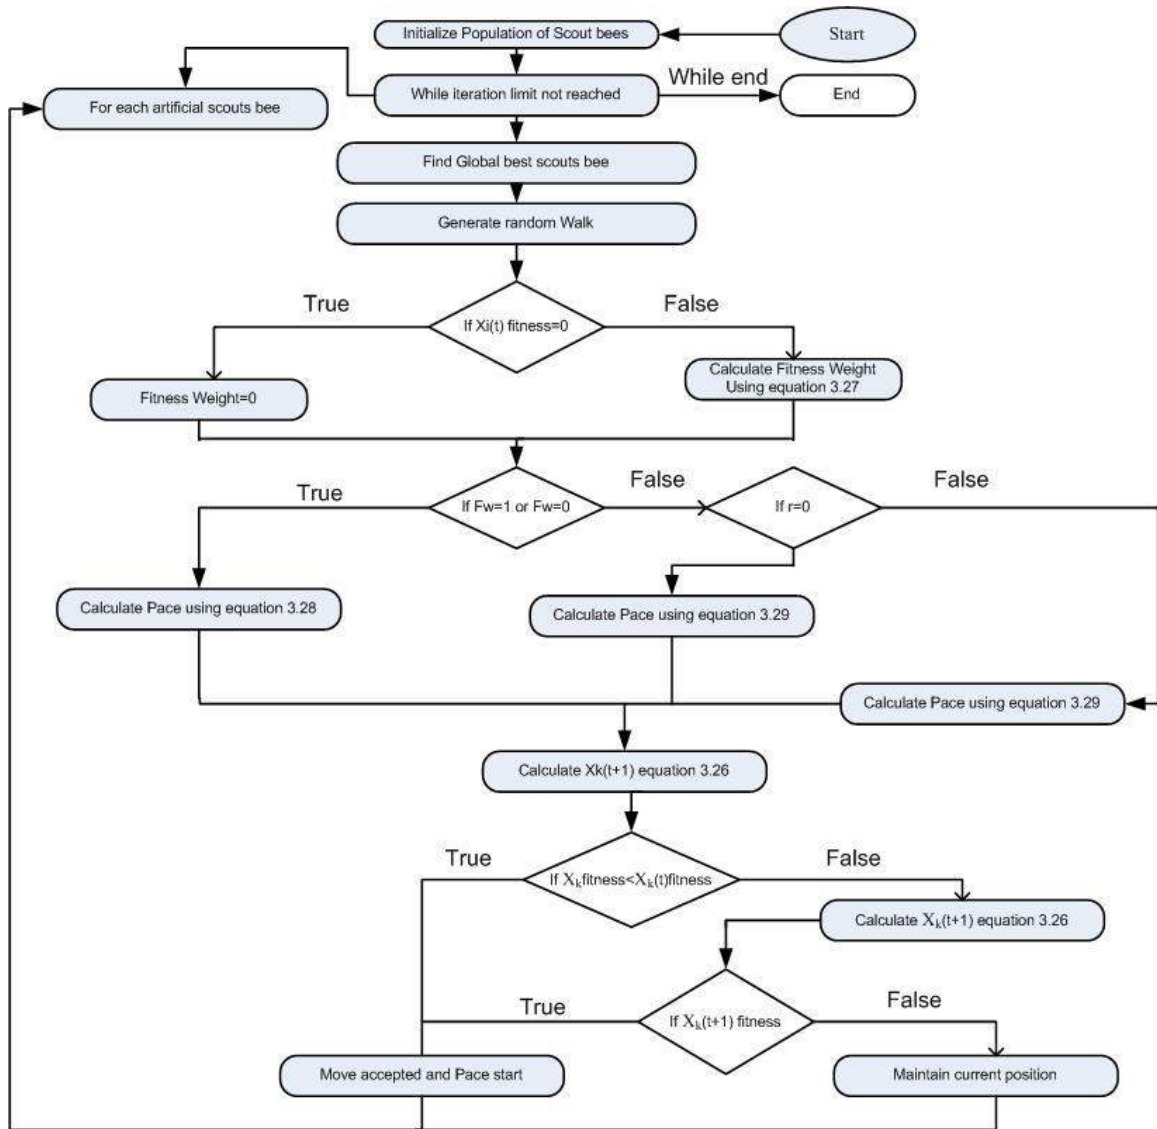 Initialize Population of Scout bees
Start
While end
For each artificial scouts bee
While iteration limit not reached
End
Find Global best scouts bee
Generate random Walk
True
False
If Xi(t) fitness=0
Fitness Weight=0
Calculate Fitness Weight
Using equation 3.27
True
False
False
If Fw=1 or Fw=0
If r=0
Calculate Pace using equation 3.28
Calculate Pace using equation 3.29
Calculate Pace using equation 3.29
Calculate Xk(t+1) equation 3.26
True
False
If Xkfitness<Xk(t)fitness
Calculate Xk(t+1) equation 3.26
True
False
If Xk(t+1) fitness
Move accepted and Pace start
Maintain current position